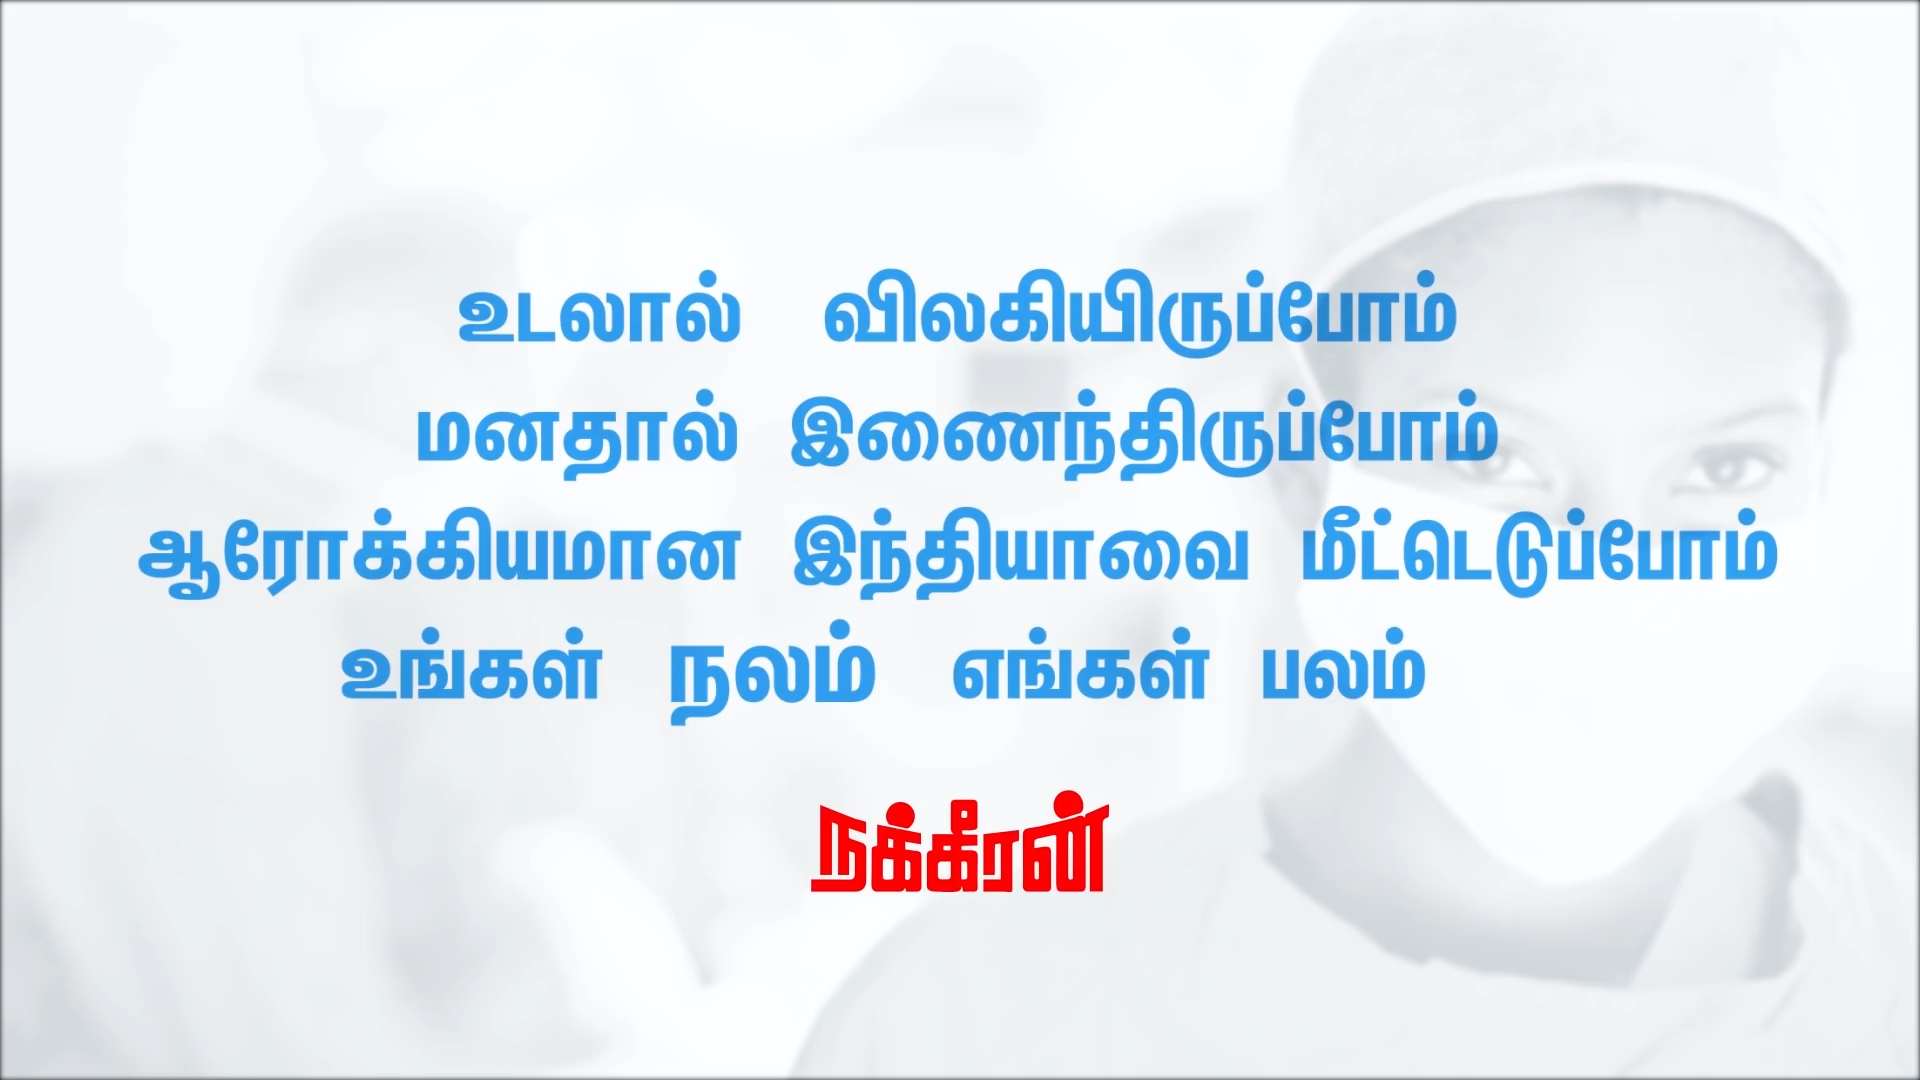 உடலால் விலகியிருப்போம்
மனதால் இணைந்திருப்போம்
ஆரோக்கியமான இந்தியாவை மீட்டெடுப்போம்
உங்கள் நலம் எங்கள் பலம்
நக்கீரன்